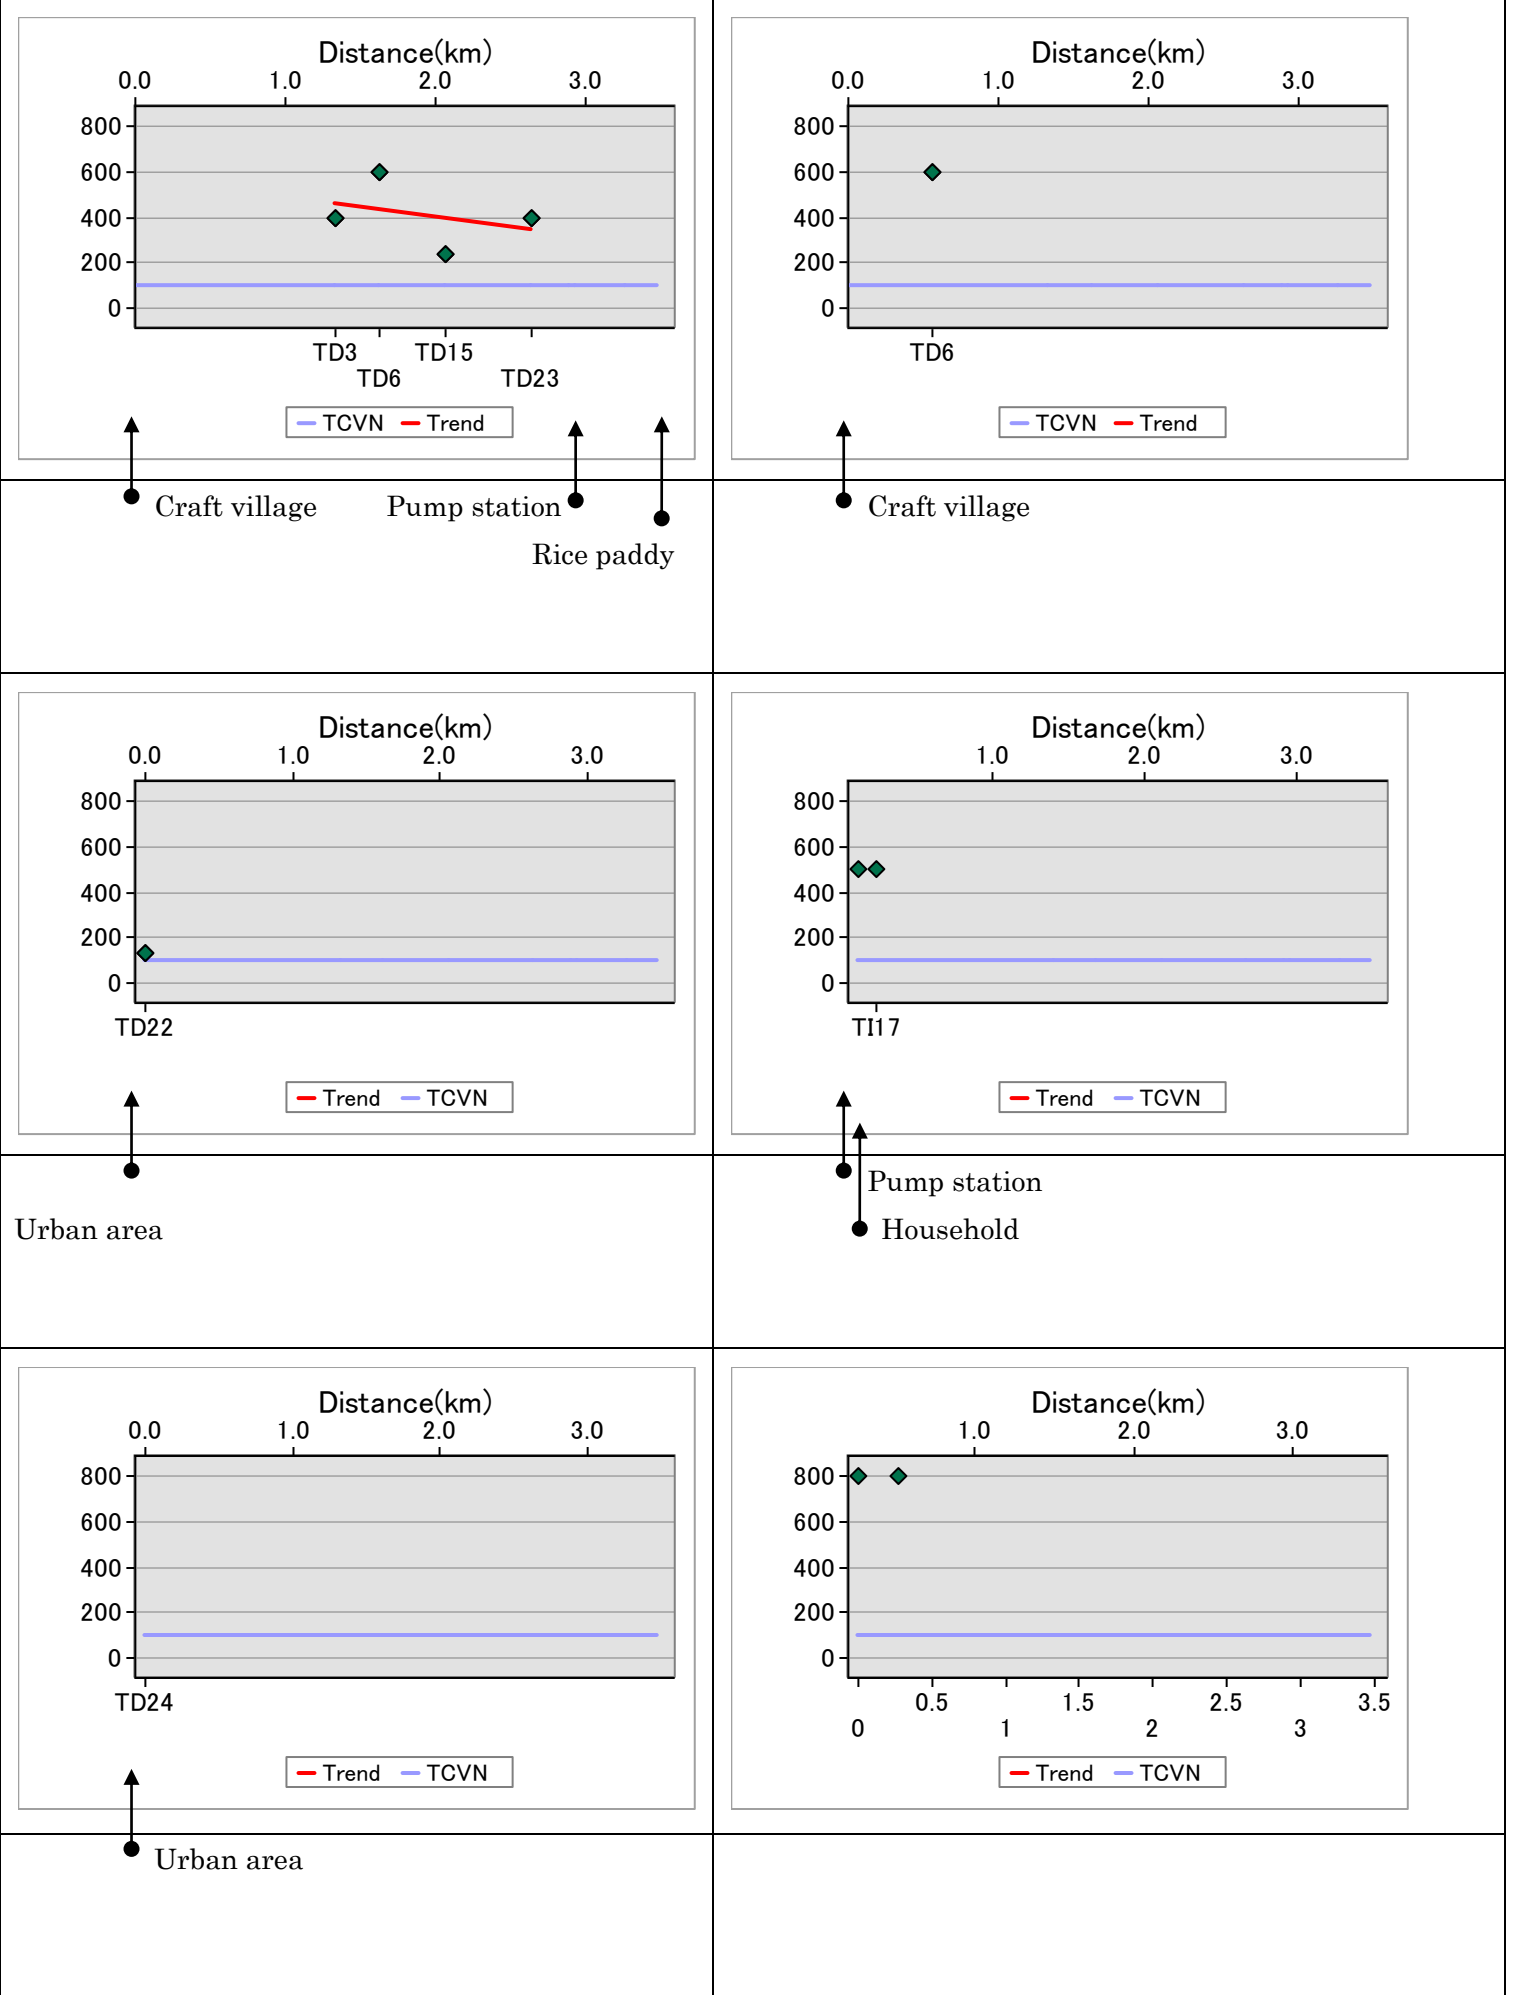 Distance(km)
0.0 1.0 2.0 3.0
800
600
400
200
0
TD3 TD15
TD6 TD23
TCVN Trend
Craft village Pump station
Rice paddy
Distance(km)
0.0 1.0 2.0 3.0
800
600
400
200
0
TD6
TCVN Trend
Craft village
Distance(km)
0.0 1.0 2.0 3.0
800
600
400
200
0
TD22
Trend TCVN
Urban area
Distance(km)
1.0 2.0 3.0
800
600
400
200
0
TI17
Trend TCVN
Pump station
Household
Distance(km)
0.0 1.0 2.0 3.0
800
600
400
200
0
TD24
Trend TCVN
Urban area
Distance(km)
1.0 2.0 3.0
800
600
400
200
0
0.5 1.5 2.5 3.5
0 1 2 3
Trend TCVN